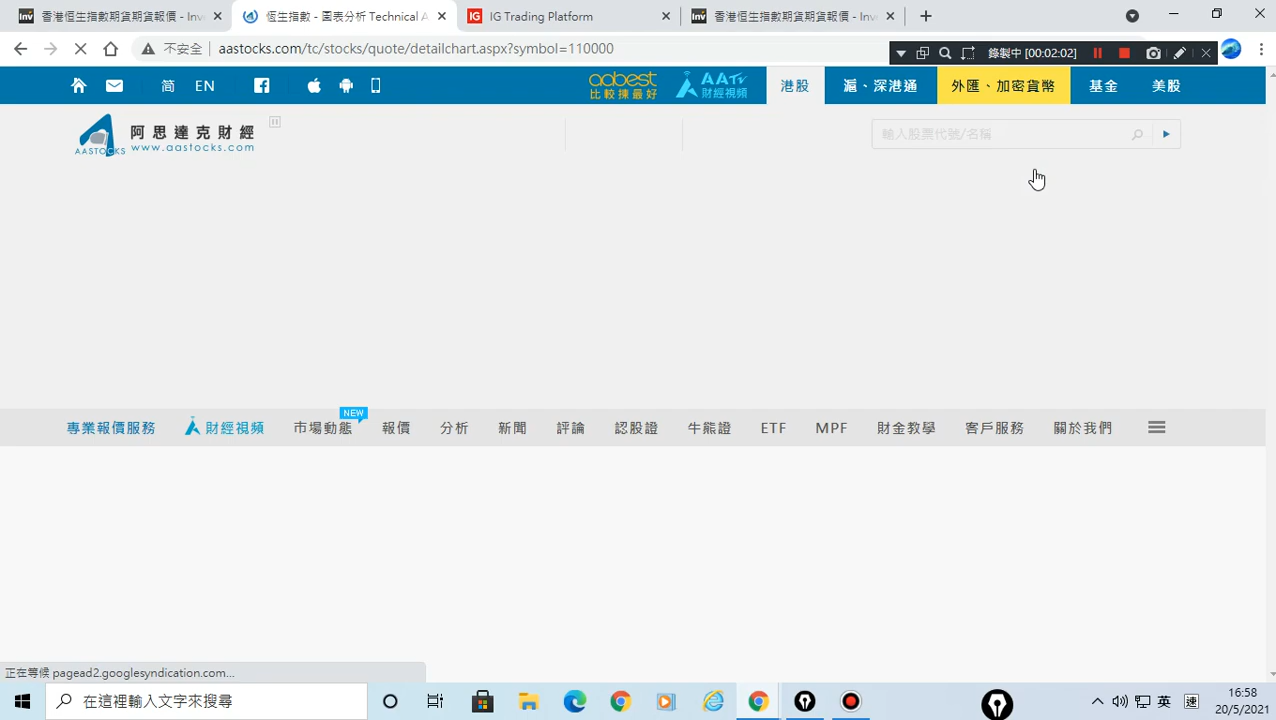 香港恒生指數期貨期貨報價 - Inv
恆生指數 - 圖表分析 Technical A
IG Trading Platform
香港恒生指數期貨期貨報價 - Inv
不安全 aastocks.com/tc/stocks/quote/detailchart.aspx?symbol=110000
錄製中 [00:02:02]
简 EN
aabest
比較揀最好
AATV
財經視頻
港股 滬、深港通 外匯、加密貨幣 基金 美股
阿思達克財經
www.aastocks.com
AASTOCKS
輸入股票代號/名稱
NEW
專業報價服務 財經視頻 市場動態 報價 分析 新聞 評論 認股證 牛熊證 ETF MPF 財金教學 客戶服務 關於我們
正在等候 pagead2.googlesyndication.com...
在這裡輸入文字來搜尋
英
16:58
20/5/2021